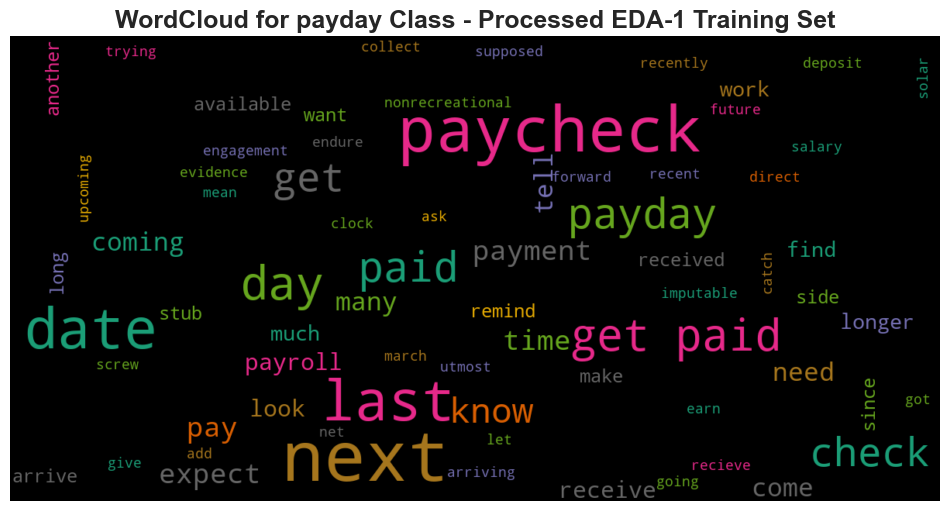 WordCloud for payday Class - Processed EDA-1 Training Set
another
trying
collect
supposed
recently
deposit
solar
available
want
nonrecreational
work
future
paycheck
engagement
endure
salary
evidence
get
mean
tell
forward
recent
direct
upcoming
clock
ask
payday
coming
long
day
paid
payment
received
catch
find
many
imputable
side
date
stub
remind
much
time
get paid
longer
screw
payroll
march
utmost
make
need
since
got
last
know
look
earn
pay
net
let
check
next
add
give
arrive
expect
arriving
recieve
receive
going
come